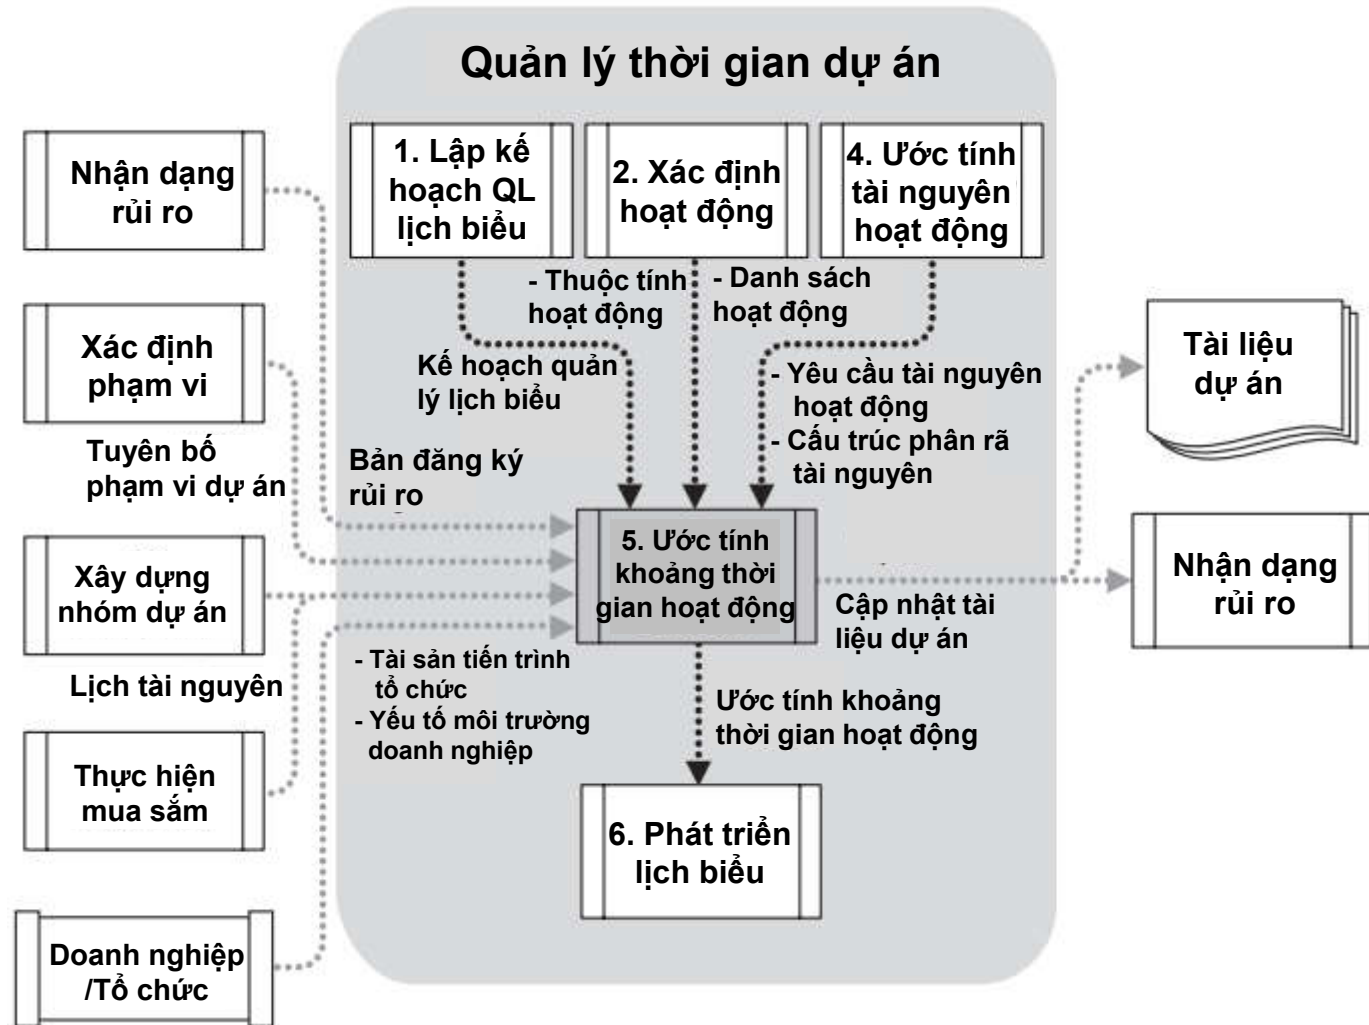 Quản lý thời gian dự án
Nhận dạng
rủi ro
1. Lập kế
hoạch QL
lịch biểu
2. Xác định
hoạt động
4. Ước tính
tài nguyên
hoạt động
- Thuộc tính
hoạt động
- Danh sách
hoạt động
Xác định
phạm vi
Kế hoạch quản
lý lịch biểu
- Yêu cầu tài nguyên
hoạt động
- Cấu trúc phân rã
tài nguyên
Tài liệu
dự án
Tuyên bố
phạm vi dự án
Bản đăng ký
rủi ro
Xây dựng
nhóm dự án
5. Ước tính
khoảng thời
gian hoạt động
Cập nhật tài
liệu dự án
Nhận dạng
rủi ro
Lịch tài nguyên
- Tài sản tiến trình
tổ chức
- Yếu tố môi trường
doanh nghiệp
Ước tính khoảng
thời gian hoạt động
Thực hiện
mua sắm
6. Phát triển
lịch biểu
Doanh nghiệp
/Tổ chức